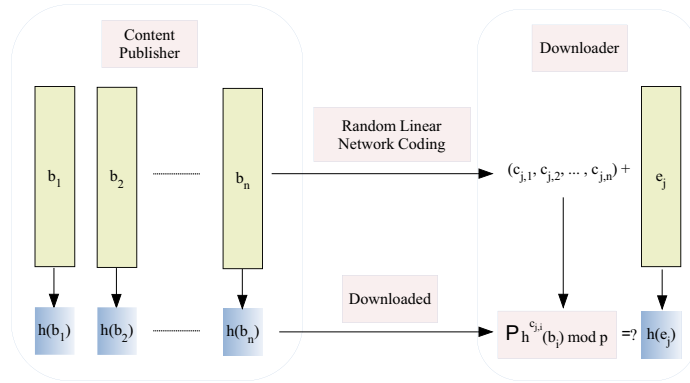 Content
Publisher
Downloader
Random Linear
Network Coding
b1
b2
bn
(cj,1, cj,2, ... , cj,n) +
ej
Downloaded
h(b1)
h(b2)
h(bn)
P h^cj,i (bi) mod p
=?
h(ej)